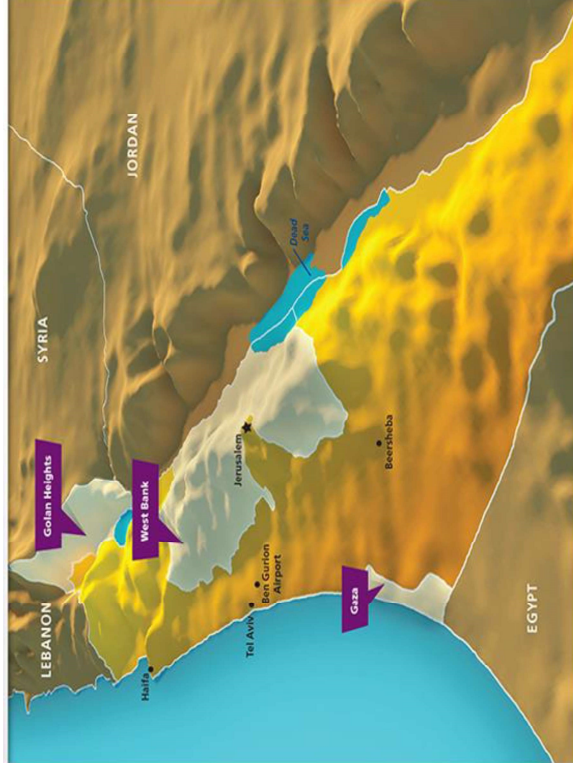 JORDAN
SYRIA
Dead
Sea
Golan Heights
West Bank
Jerusalem
LEBANON
Beersheba
Ben Gurion
Airport
Tel Aviv
Haifa
Gaza
EGYPT